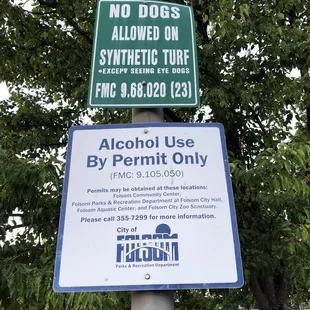 NO DOGS
ALLOWED ON
SYNTHETIC TURF
*EXCEPT SEEING EYE DOGS
FMC 9.68.020 (23)
Alcohol Use
By Permit Only
(FMC: 9.105.050)
Permits may be obtained at these locations:
Folsom Community Center,
Folsom Parks & Recreation Department at Folsom City Hall,
Folsom Aquatic Center, and Folsom City Zoo Sanctuary.
Please call 355-7299 for more information.
City of
FOLSOM
Parks & Recreation Department